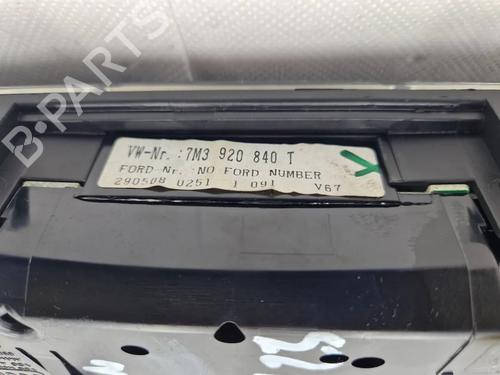 B-PARTS
VW-Nr. :7M3 920 840 T
FORD-Nr. :NO FORD NUMBER
290508 0251 1 091 V67